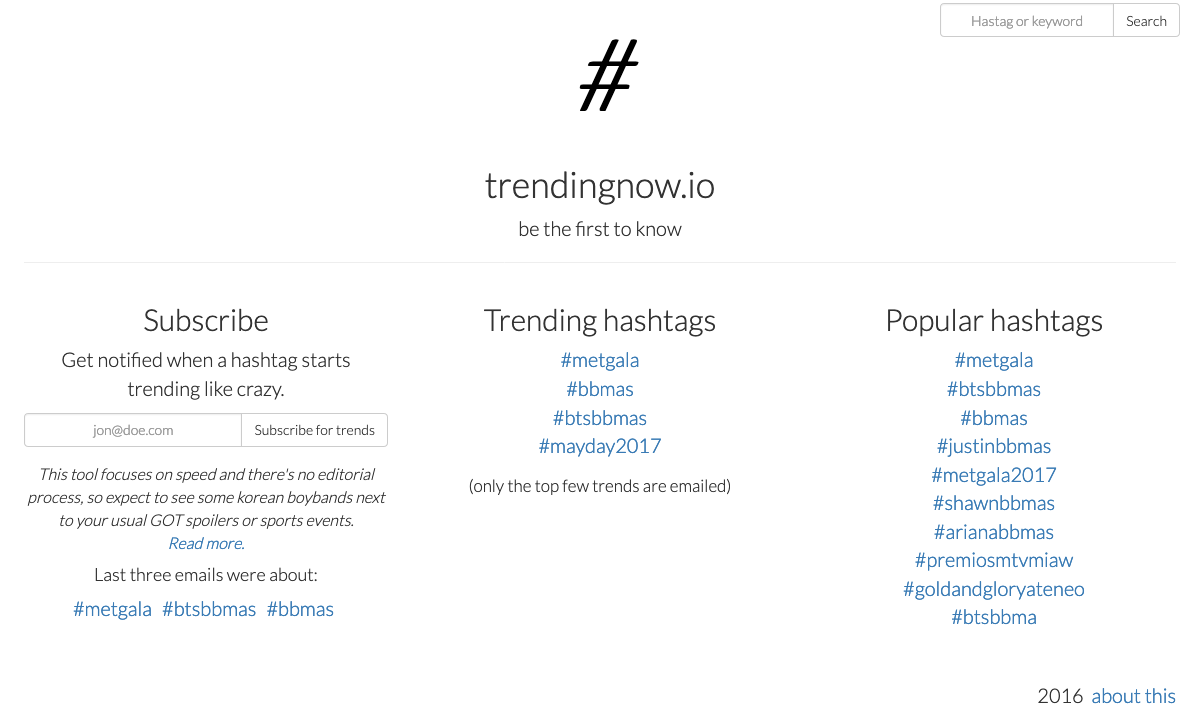 Hastag or keyword Search
#
trendingnow.io
be the first to know
Subscribe
Get notified when a hashtag starts
trending like crazy.
jon@doe.com Subscribe for trends
This tool focuses on speed and there's no editorial
process, so expect to see some korean boybands next
to your usual GOT spoilers or sports events.
Read more.
Last three emails were about:
#metgala #btsbbmas #bbmas
Trending hashtags
#metgala
#bbmas
#btsbbmas
#mayday2017
(only the top few trends are emailed)
Popular hashtags
#metgala
#btsbbmas
#bbmas
#justinbbmas
#metgala2017
#shawnbbmas
#arianabbmas
#premiosmtvmiaw
#goldandgloryateneo
#btsbbma
2016 about this